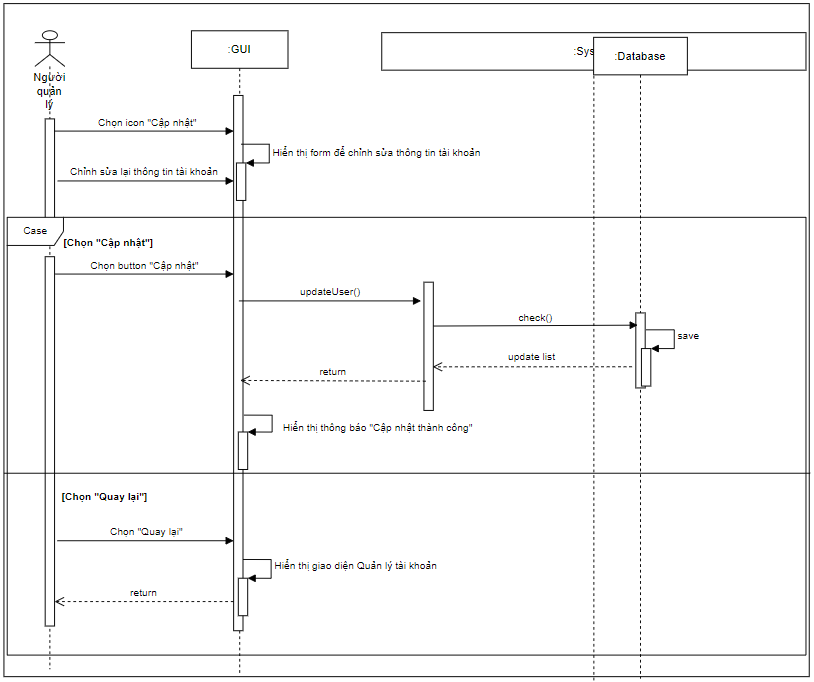 :GUI
:Sys
:Database
Người
quản
lý
Chọn icon "Cập nhật"
Hiển thị form để chỉnh sửa thông tin tài khoản
Chỉnh sửa lại thông tin tài khoản
Case
[Chọn "Cập nhật"]
Chọn button "Cập nhật"
updateUser()
check()
save
update list
return
Hiển thị thông báo "Cập nhật thành công"
[Chọn "Quay lại"]
Chọn "Quay lại"
Hiển thị giao diện Quản lý tài khoản
return